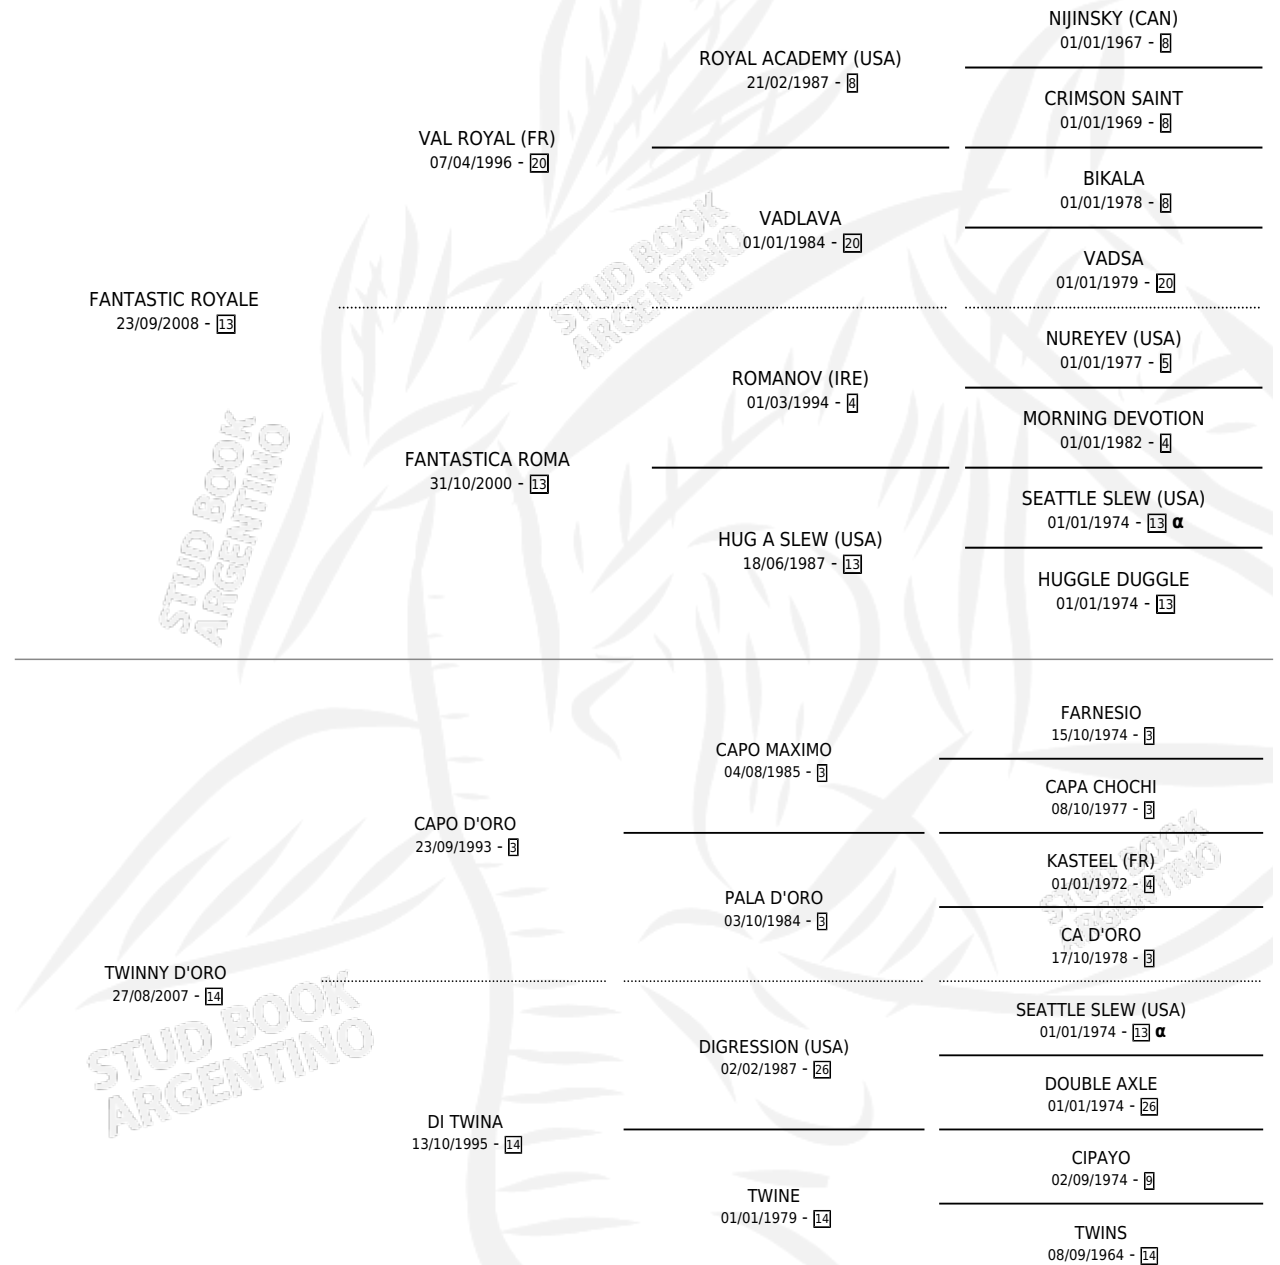 NIJINSKY (CAN)
01/01/1967 - 8
ROYAL ACADEMY (USA)
21/02/1987 - 8
CRIMSON SAINT
01/01/1969 - 8
VAL ROYAL (FR)
07/04/1996 - 20
BIKALA
01/01/1978 - 8
VADLAVA
01/01/1984 - 20
VADSA
01/01/1979 - 20
FANTASTIC ROYALE
23/09/2008 - 13
NUREYEV (USA)
01/01/1977 - 5
ROMANOV (IRE)
01/03/1994 - 4
MORNING DEVOTION
01/01/1982 - 4
FANTASTICA ROMA
31/10/2000 - 13
SEATTLE SLEW (USA)
01/01/1974 - 13 α
HUG A SLEW (USA)
18/06/1987 - 13
HUGGLE DUGGLE
01/01/1974 - 13
FARNESIO
15/10/1974 - 3
CAPO MAXIMO
04/08/1985 - 3
CAPA CHOCHI
08/10/1977 - 3
CAPO D'ORO
23/09/1993 - 3
KASTEEL (FR)
01/01/1972 - 4
PALA D'ORO
03/10/1984 - 3
CA D'ORO
17/10/1978 - 3
TWINNY D'ORO
27/08/2007 - 14
SEATTLE SLEW (USA)
01/01/1974 - 13 α
DIGRESSION (USA)
02/02/1987 - 26
DOUBLE AXLE
01/01/1974 - 26
DI TWINA
13/10/1995 - 14
CIPAYO
02/09/1974 - 9
TWINE
01/01/1979 - 14
TWINS
08/09/1964 - 14
STUD BOOK
ARGENTINO
STUD BOOK
ARGENTINO
STUD BOOK
ARGENTINO
STUD BOOK
ARGENTINO